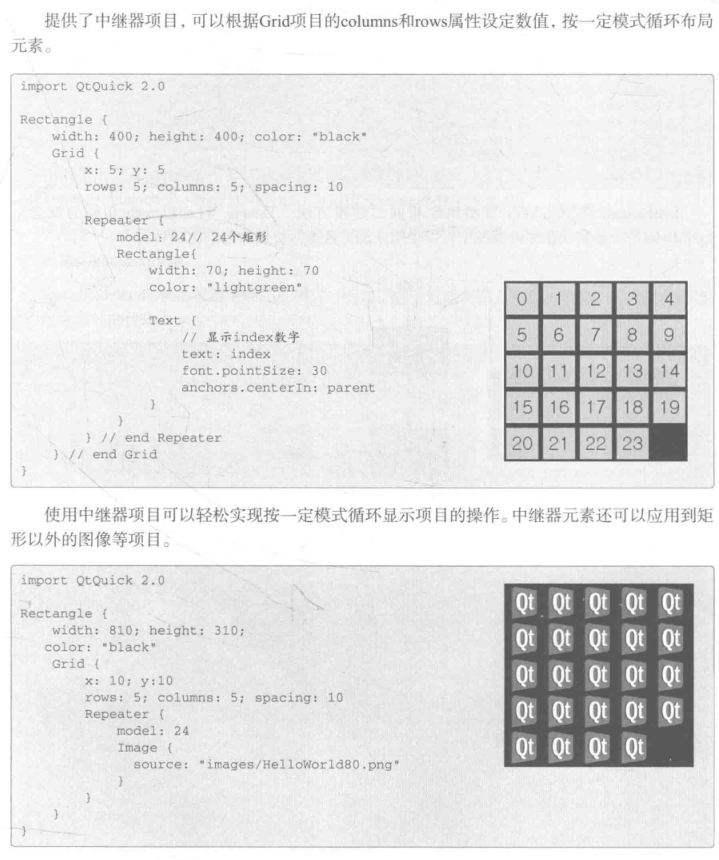 提供了中继器项目，可以根据Grid项目的columns和rows属性设定数值，按一定模式循环布局
元素。
import QtQuick 2.0
Rectangle {
width: 400; height: 400; color: "black"
Grid {
x: 5; y: 5
rows: 5; columns: 5; spacing: 10
Repeater {
model: 24// 24个矩形
Rectangle{
width: 70; height: 70
color: "lightgreen"
Text {
// 显示index数字
text: index
font.pointSize: 30
anchors.centerIn: parent
}
}
} // end Repeater
} // end Grid
}
0 1 2 3 4
5 6 7 8 9
10 11 12 13 14
15 16 17 18 19
20 21 22 23
使用中继器项目可以轻松实现按一定模式循环显示项目的操作。中继器元素还可以应用到矩
形以外的图像等项目。
import QtQuick 2.0
Rectangle {
width: 810; height: 310;
color: "black"
Grid {
x: 10; y:10
rows: 5; columns: 5; spacing: 10
Repeater {
model: 24
Image {
source: "images/HelloWorld80.png"
}
}
}
}
Qt Qt Qt Qt Qt
Qt Qt Qt Qt Qt
Qt Qt Qt Qt Qt
Qt Qt Qt Qt Qt
Qt Qt Qt Qt